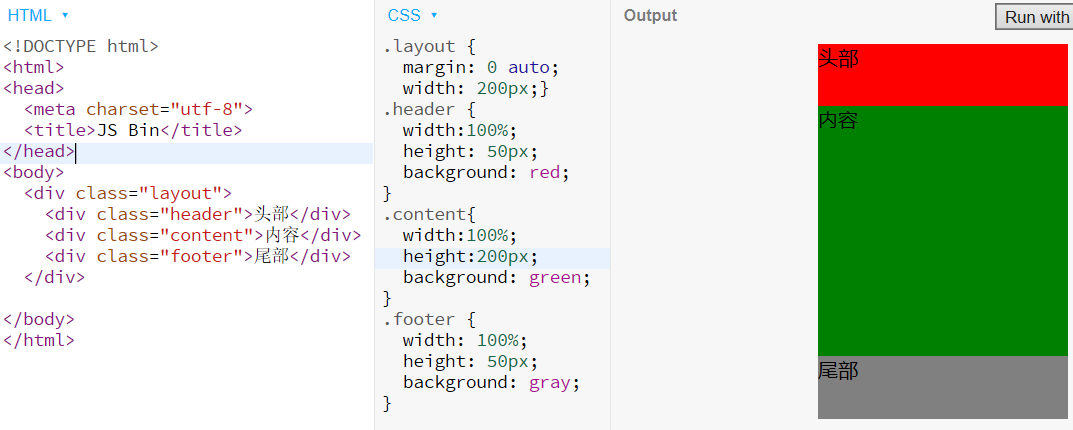 HTML ▾
<!DOCTYPE html>
<html>
<head>
  <meta charset="utf-8">
  <title>JS Bin</title>
</head>
<body>
  <div class="layout">
    <div class="header">头部</div>
    <div class="content">内容</div>
    <div class="footer">尾部</div>
  </div>

</body>
</html>
CSS ▾
.layout {
  margin: 0 auto;
  width: 200px;}
.header {
  width:100%;
  height: 50px;
  background: red;
}
.content{
  width:100%;
  height:200px;
  background: green;
}
.footer {
  width: 100%;
  height: 50px;
  background: gray;
}
Output
Run with
头部
内容
尾部